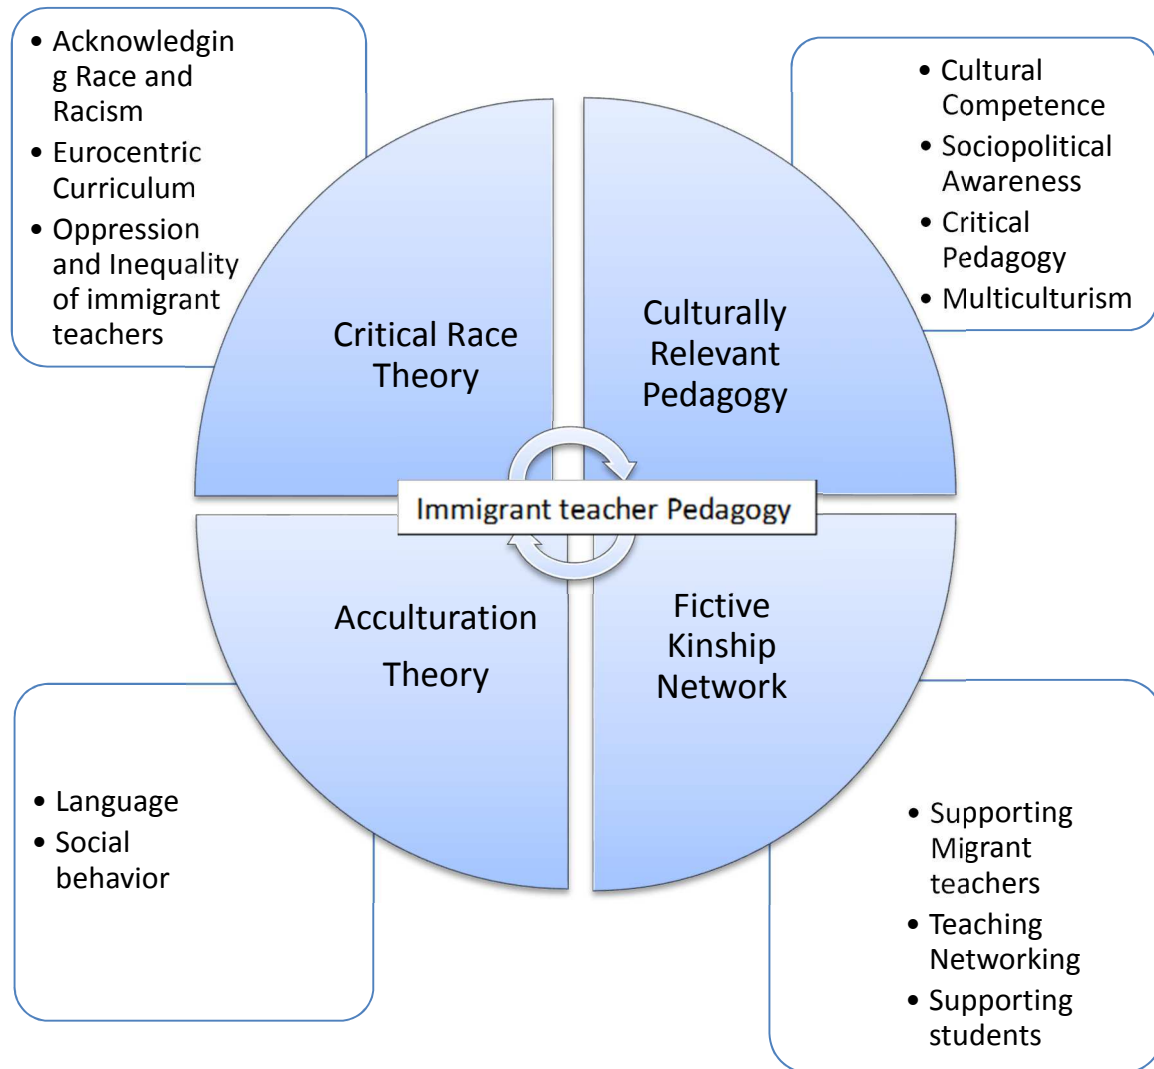 • Acknowledgin
g Race and
Racism
• Eurocentric
Curriculum
• Oppression
and Inequality
of immigrant
teachers
• Cultural
Competence
• Sociopolitical
Awareness
• Critical
Pedagogy
• Multiculturism
Critical Race
Theory
Culturally
Relevant
Pedagogy
Immigrant teacher Pedagogy
Acculturation
Theory
Fictive
Kinship
Network
• Language
• Social
behavior
• Supporting
Migrant
teachers
• Teaching
Networking
• Supporting
students